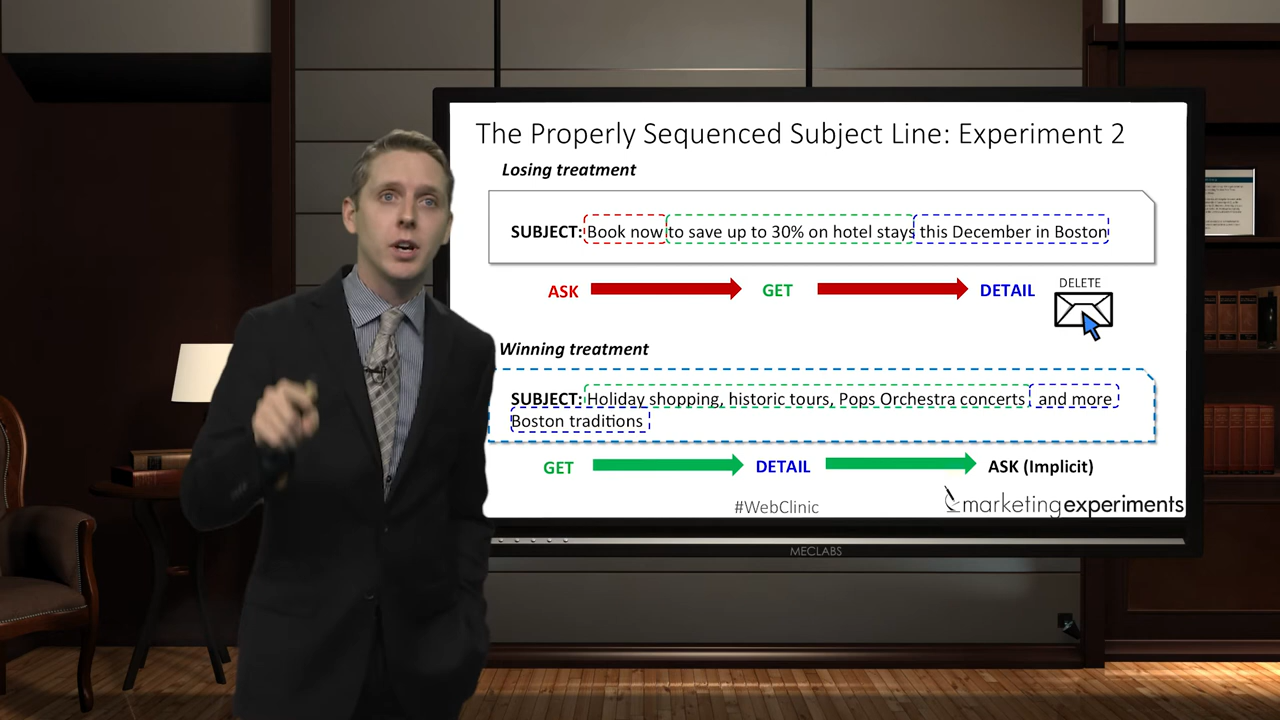 The Properly Sequenced Subject Line: Experiment 2
Losing treatment
SUBJECT: Book now to save up to 30% on hotel stays this December in Boston
ASK GET DETAIL
DELETE
Winning treatment
SUBJECT: Holiday shopping, historic tours, Pops Orchestra concerts and more
Boston traditions
GET DETAIL ASK (Implicit)
#WebClinic
marketingexperiments
MECLABS